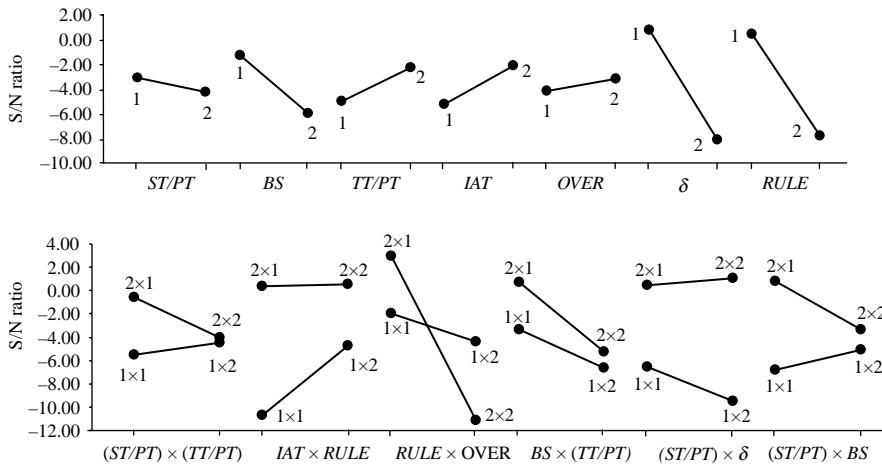 2.00
0.00
−2.00
−4.00
−6.00
−8.00
−10.00
S/N ratio
1 2
1 2
1 2
1 2
1 2
1 2
1 2
ST/PT BS TT/PT IAT OVER δ RULE
4.00
2.00
0.00
−2.00
−4.00
−6.00
−8.00
−10.00
−12.00
S/N ratio
2×1 2×2 1×1 1×2
2×1 2×2 1×1 1×2
2×1 1×1 1×2 2×2
2×1 1×1 2×2 1×2
2×1 2×2 1×1 1×2
2×1 2×2 1×1 1×2
(ST/PT) × (TT/PT) IAT × RULE RULE × OVER BS × (TT/PT) (ST/PT) × δ (ST/PT) × BS